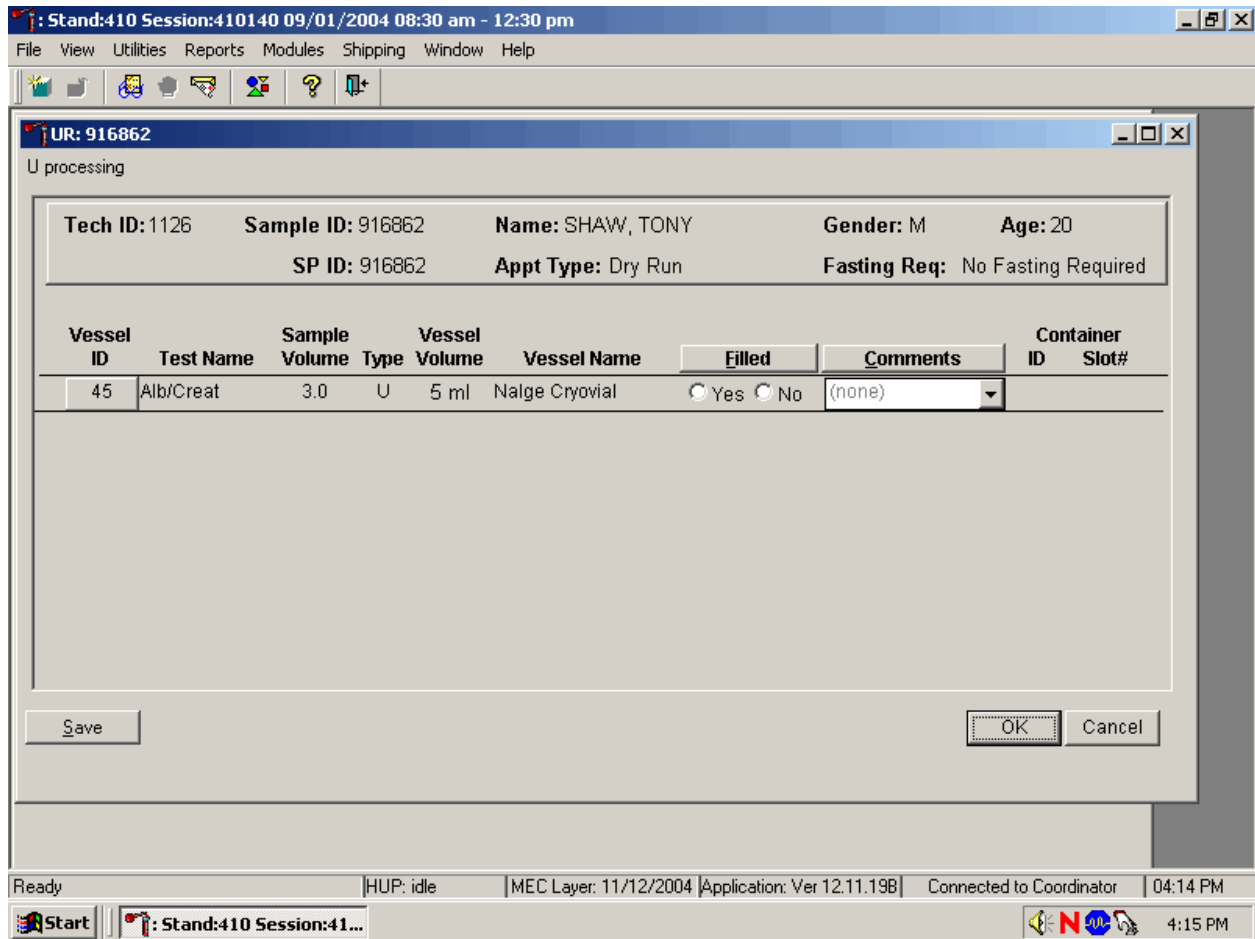 : Stand:410 Session:410140 09/01/2004 08:30 am - 12:30 pm
File View Utilities Reports Modules Shipping Window Help
UR: 916862
U processing
Tech ID: 1126 Sample ID: 916862 Name: SHAW, TONY Gender: M Age: 20
SP ID: 916862 Appt Type: Dry Run Fasting Req: No Fasting Required
Vessel Sample Vessel Container
ID Test Name Volume Type Volume Vessel Name Filled Comments ID Slot#
45 Alb/Creat 3.0 U 5 ml Nalge Cryovial Yes No (none)
Save OK Cancel
Ready HUP: idle MEC Layer: 11/12/2004 Application: Ver 12.11.19B Connected to Coordinator 04:14 PM
Start : Stand:410 Session:41... N 4:15 PM